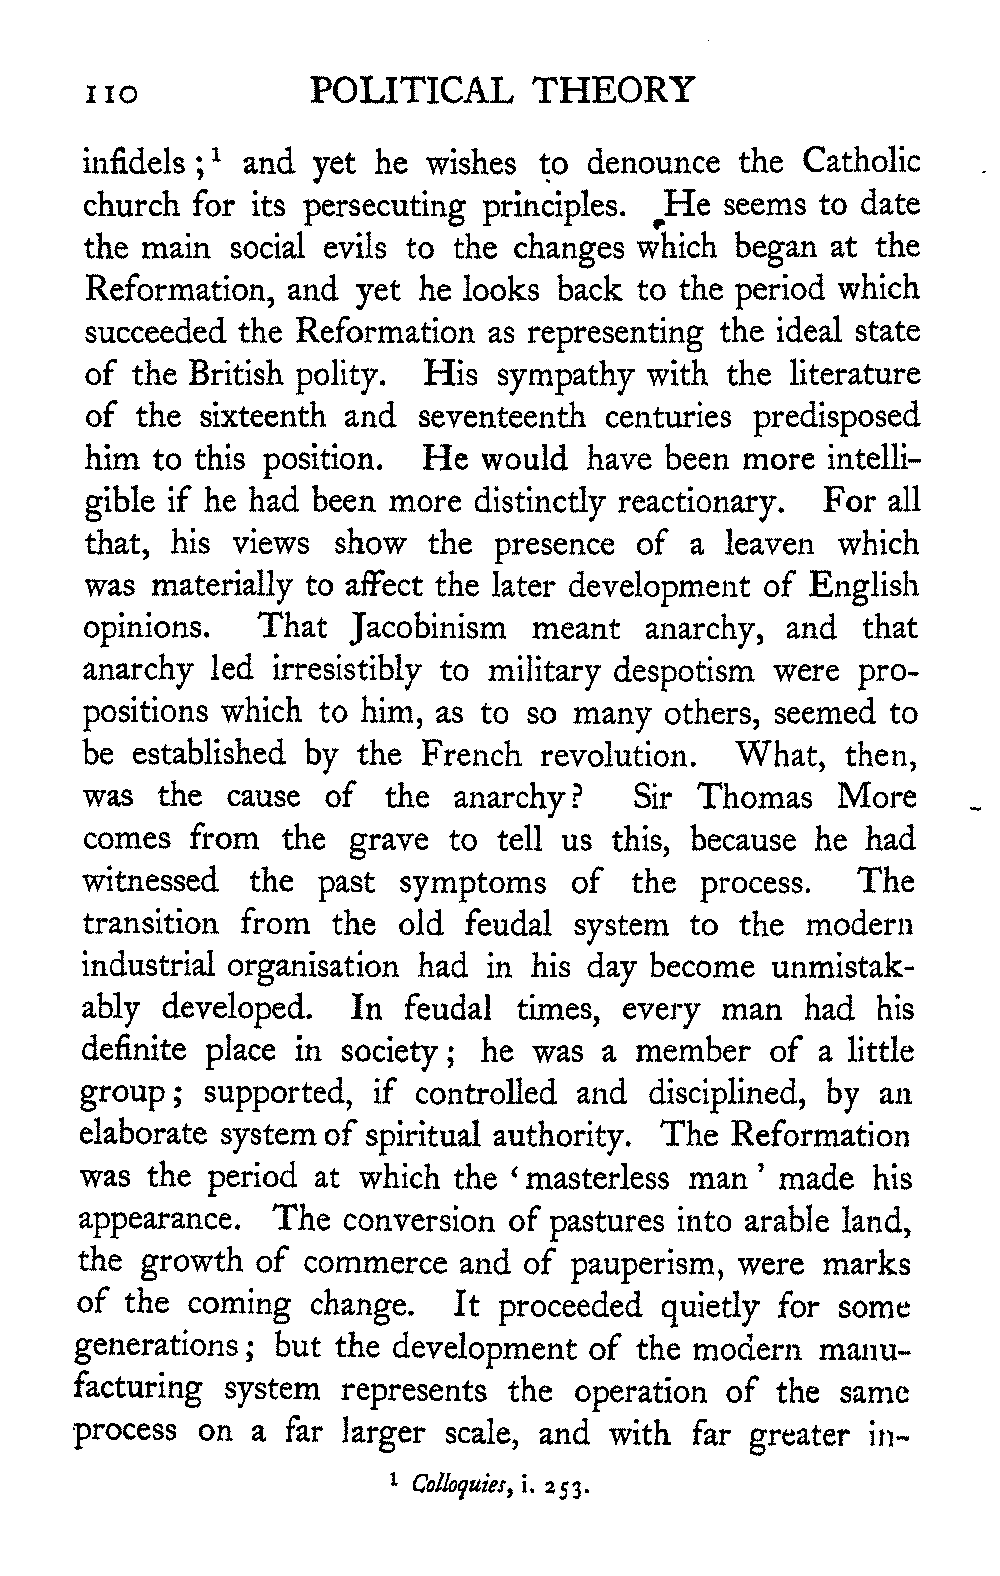 110 POLITICAL THEORY
infidels ;¹ and yet he wishes to denounce the Catholic
church for its persecuting principles. He seems to date
the main social evils to the changes which began at the
Reformation, and yet he looks back to the period which
succeeded the Reformation as representing the ideal state
of the British polity. His sympathy with the literature
of the sixteenth and seventeenth centuries predisposed
him to this position. He would have been more intelli-
gible if he had been more distinctly reactionary. For all
that, his views show the presence of a leaven which
was materially to affect the later development of English
opinions. That Jacobinism meant anarchy, and that
anarchy led irresistibly to military despotism were pro-
positions which to him, as to so many others, seemed to
be established by the French revolution. What, then,
was the cause of the anarchy? Sir Thomas More
comes from the grave to tell us this, because he had
witnessed the past symptoms of the process. The
transition from the old feudal system to the modern
industrial organisation had in his day become unmistak-
ably developed. In feudal times, every man had his
definite place in society ; he was a member of a little
group ; supported, if controlled and disciplined, by an
elaborate system of spiritual authority. The Reformation
was the period at which the ‘ masterless man ’ made his
appearance. The conversion of pastures into arable land,
the growth of commerce and of pauperism, were marks
of the coming change. It proceeded quietly for some
generations ; but the development of the modern manu-
facturing system represents the operation of the same
process on a far larger scale, and with far greater in-
¹ Colloquies, i. 253.